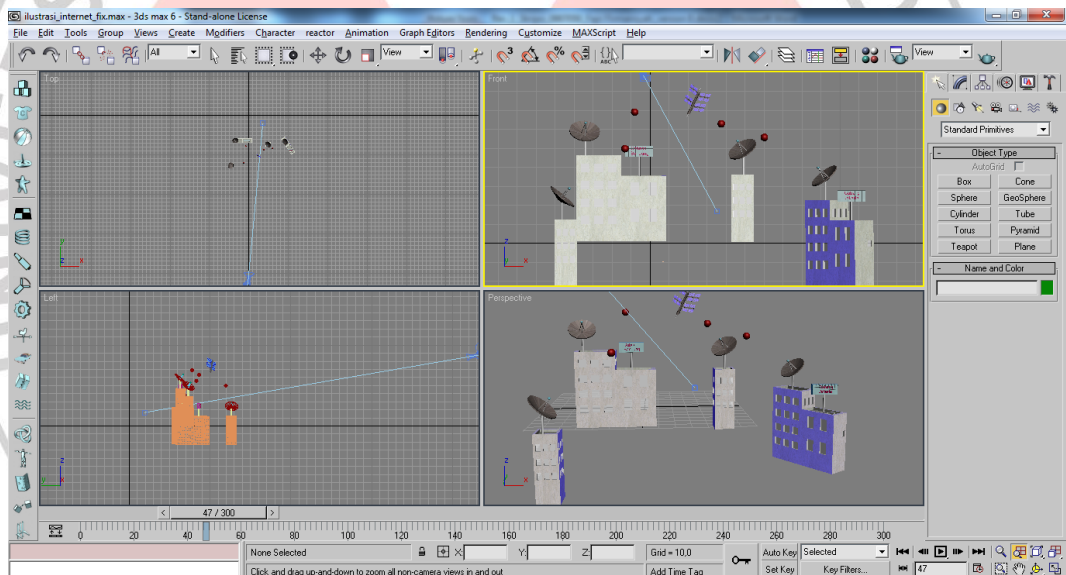 ilustrasi_internet_fix.max - 3ds max 6 - Stand-alone License
File Edit Tools Group Views Create Modifiers Character reactor Animation Graph Editors Rendering Customize MAXScript Help
All View View
Top Front
Standard Primitives
- Object Type
AutoGrid
Box Cone
Sphere GeoSphere
Cylinder Tube
Torus Pyramid
Teapot Plane
- Name and Color
z x
z x
Left Perspective
z
y x
z x
< 47 / 300 >
0 20 40 60 80 100 120 140 160 180 200 220 240 260 280 300
None Selected X: Y: Z: Grid = 10,0 Auto Key Selected
Click and drag up-and-down to zoom all non-camera views in and out Add Time Tag Set Key Key Filters... 47